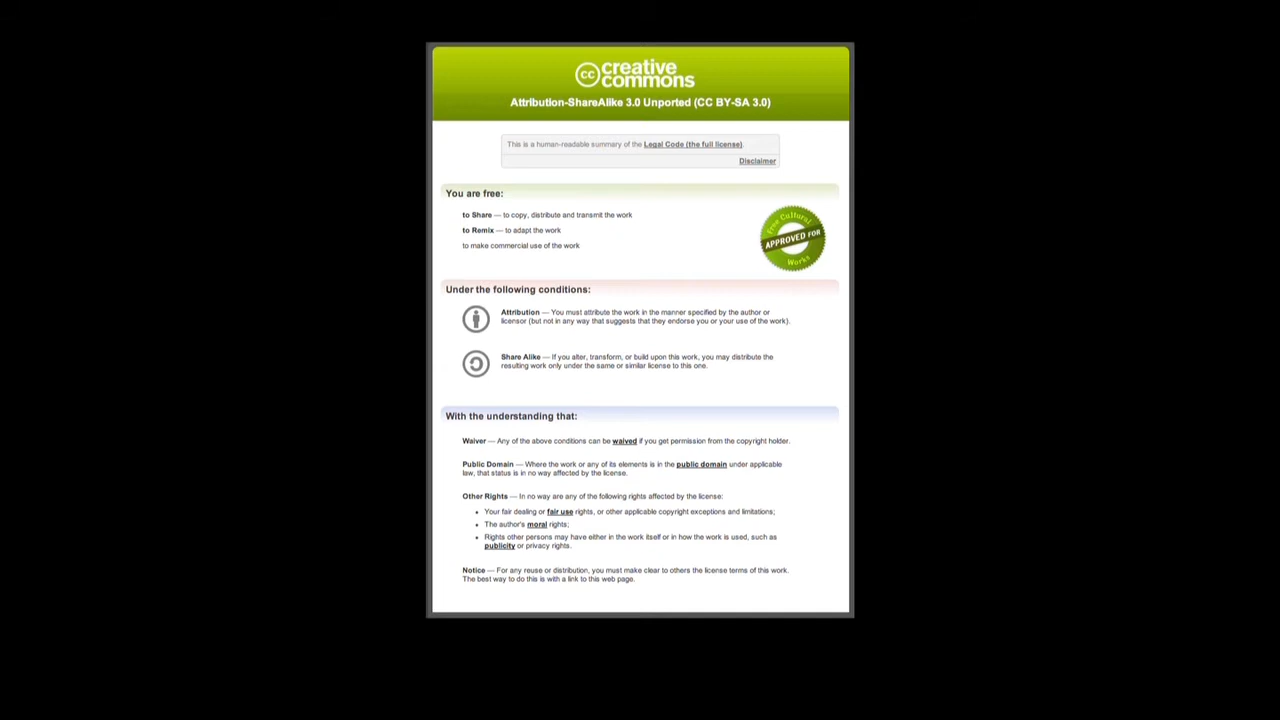 cc creative
commons
Attribution-ShareAlike 3.0 Unported (CC BY-SA 3.0)
This is a human-readable summary of the Legal Code (the full license).
Disclaimer
You are free:
to Share — to copy, distribute and transmit the work
to Remix — to adapt the work
to make commercial use of the work
Free Cultural
APPROVED FOR
Works
Under the following conditions:
Attribution — You must attribute the work in the manner specified by the author or
licensor (but not in any way that suggests that they endorse you or your use of the work).
Share Alike — If you alter, transform, or build upon this work, you may distribute the
resulting work only under the same or similar license to this one.
With the understanding that:
Waiver — Any of the above conditions can be waived if you get permission from the copyright holder.
Public Domain — Where the work or any of its elements is in the public domain under applicable
law, that status is in no way affected by the license.
Other Rights — In no way are any of the following rights affected by the license:
• Your fair dealing or fair use rights, or other applicable copyright exceptions and limitations;
• The author's moral rights;
• Rights other persons may have either in the work itself or in how the work is used, such as
publicity or privacy rights.
Notice — For any reuse or distribution, you must make clear to others the license terms of this work.
The best way to do this is with a link to this web page.